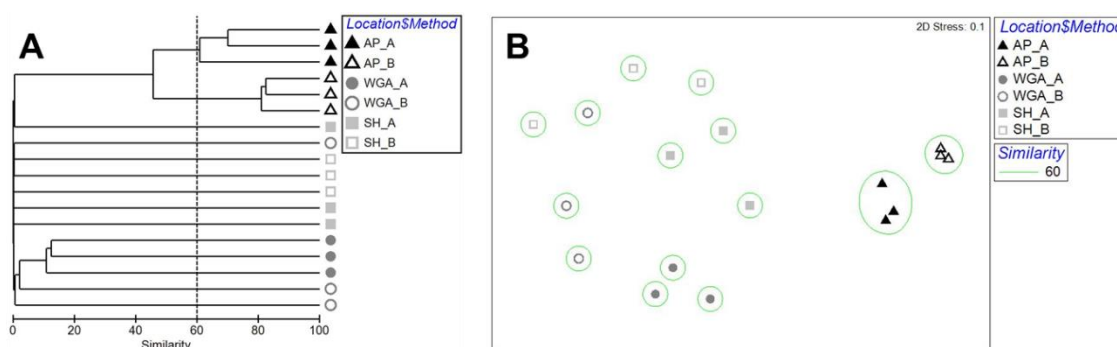 A
Location$Method
AP_A
AP_B
WGA_A
WGA_B
SH_A
SH_B
0 20 40 60 80 100
Similarity
B
2D Stress: 0.1
Location$Method
AP_A
AP_B
WGA_A
WGA_B
SH_A
SH_B
Similarity
60